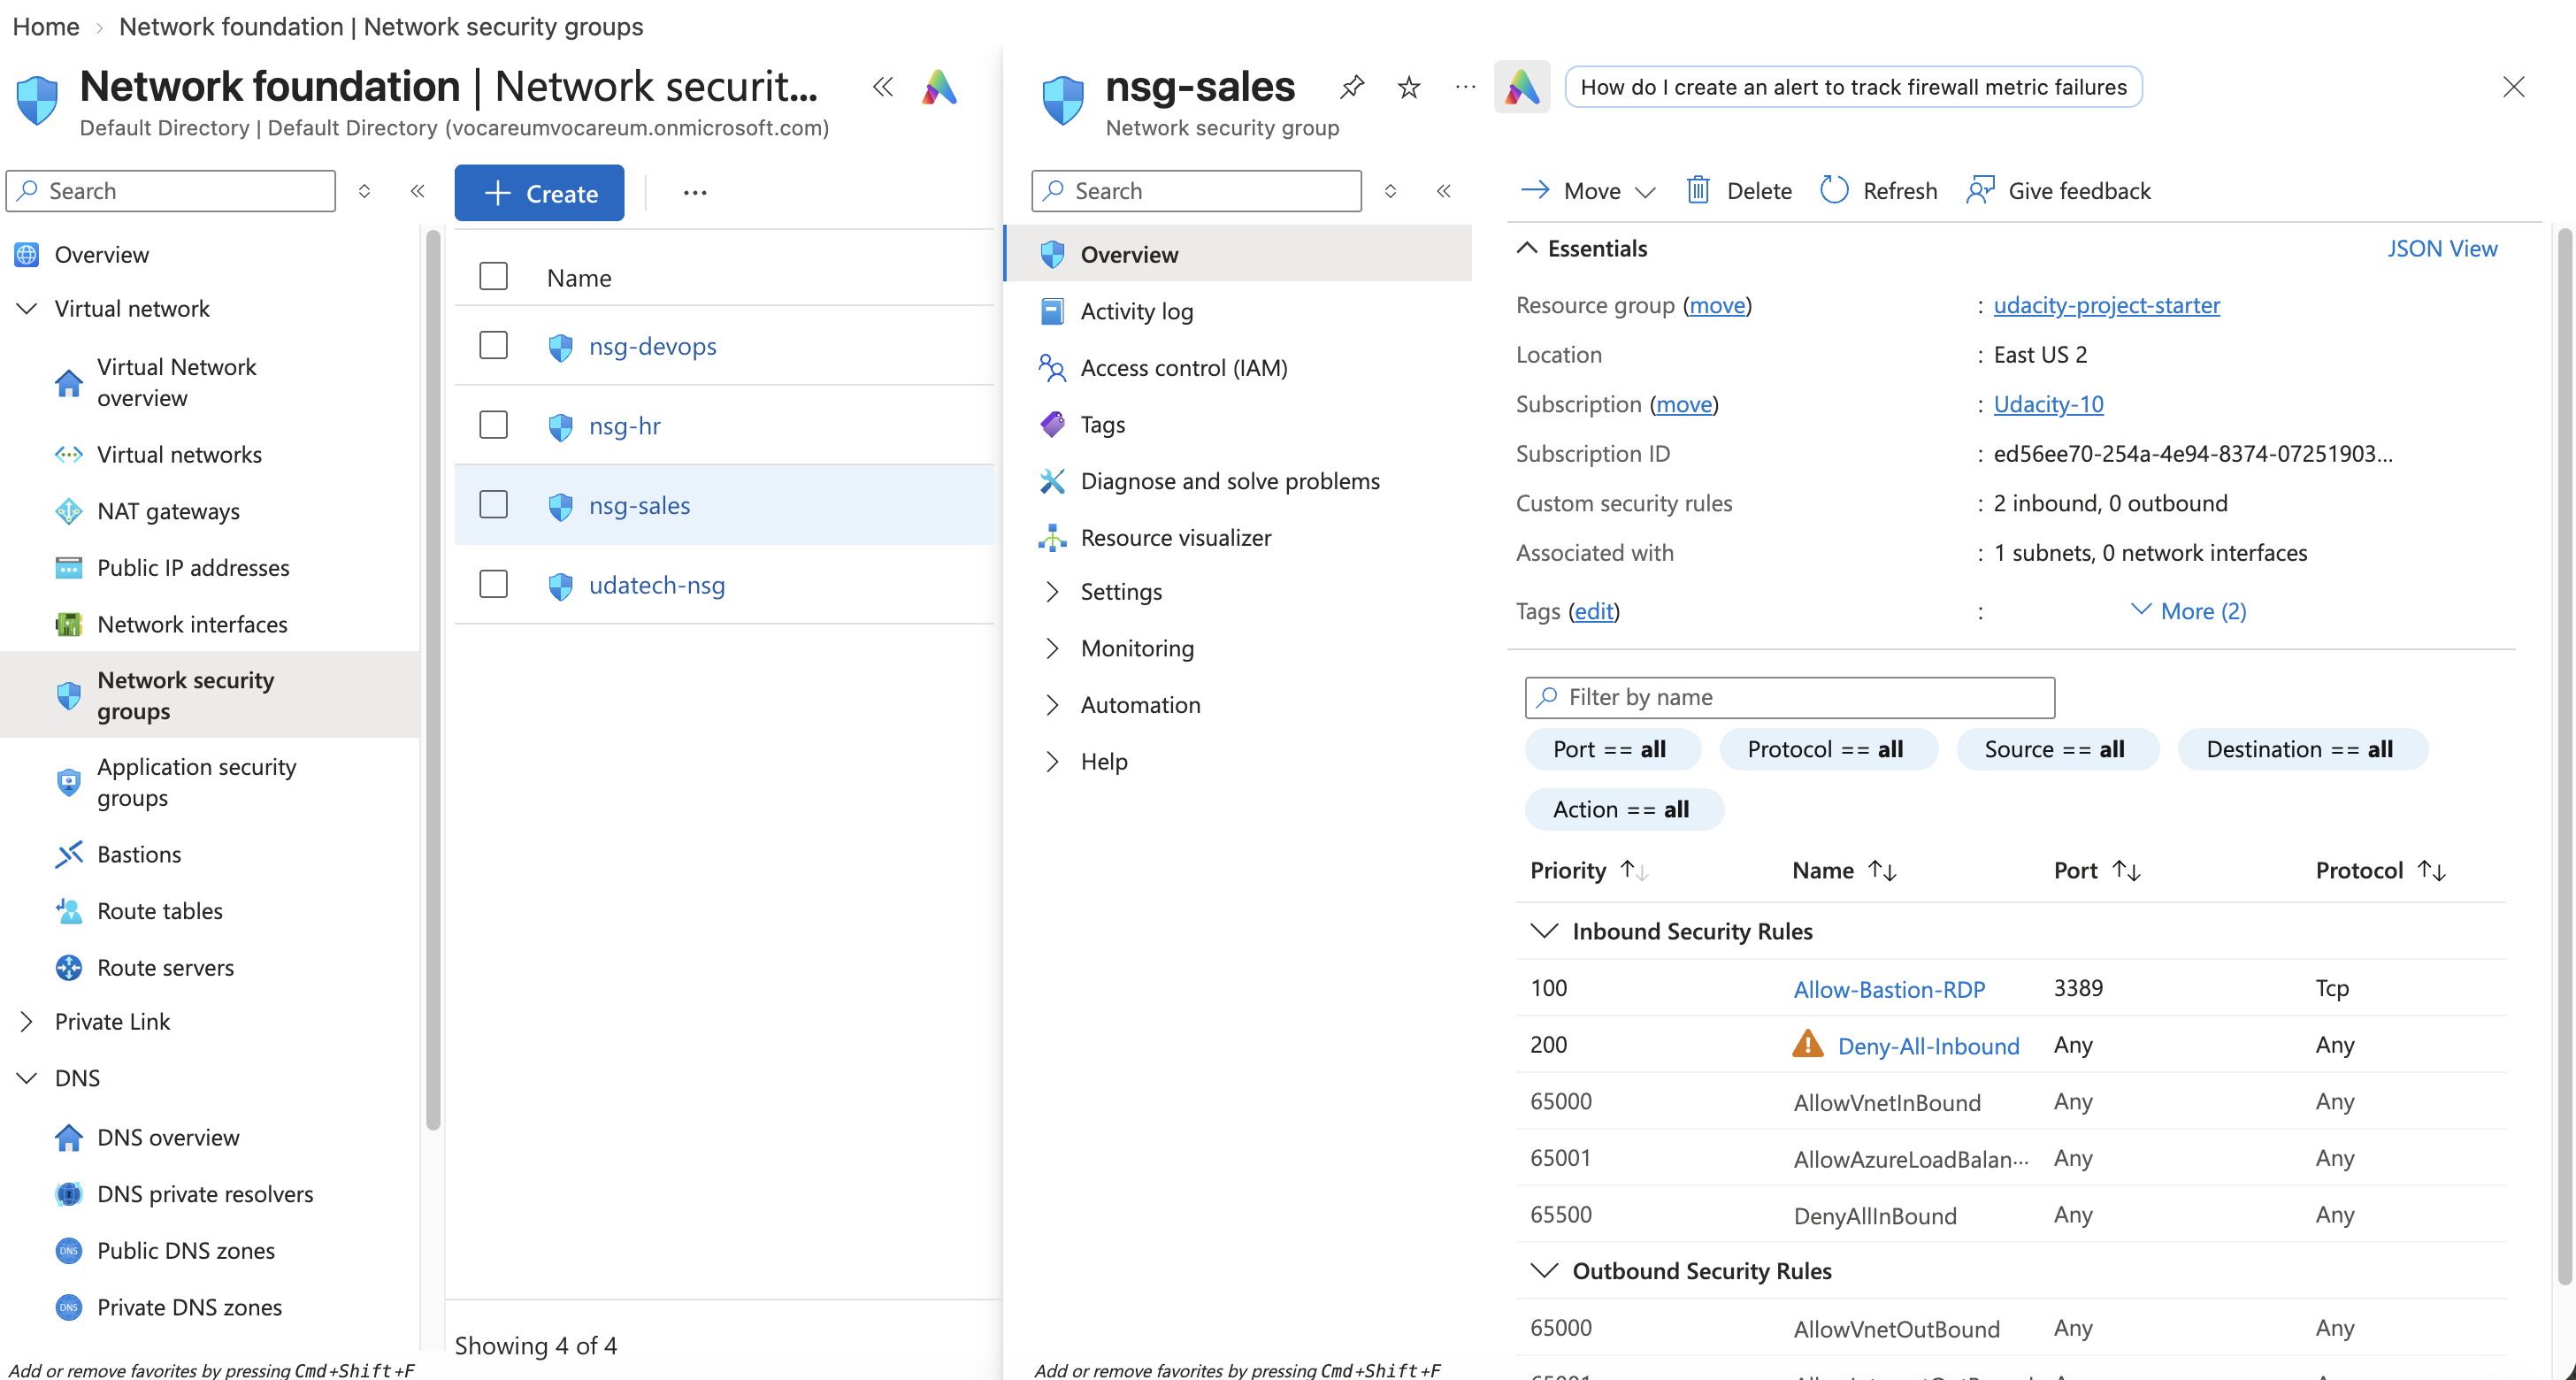 Home > Network foundation | Network security groups
Network foundation | Network securit...
Default Directory | Default Directory (vocareumvocareum.onmicrosoft.com)
Search
Overview
Virtual network
Virtual Network
overview
Virtual networks
NAT gateways
Public IP addresses
Network interfaces
Network security
groups
Application security
groups
Bastions
Route tables
Route servers
Private Link
DNS
DNS overview
DNS private resolvers
Public DNS zones
Private DNS zones
Add or remove favorites by pressing Cmd+Shift+F
+ Create ...
Name
nsg-devops
nsg-hr
nsg-sales
udatech-nsg
Showing 4 of 4
nsg-sales
Network security group
How do I create an alert to track firewall metric failures
Search
Overview
Activity log
Access control (IAM)
Tags
Diagnose and solve problems
Resource visualizer
Settings
Monitoring
Automation
Help
Add or remove favorites by pressing Cmd+Shift+F
Move Delete Refresh Give feedback
Essentials JSON View
Resource group (move) : udacity-project-starter
Location : East US 2
Subscription (move) : Udacity-10
Subscription ID : ed56ee70-254a-4e94-8374-07251903...
Custom security rules : 2 inbound, 0 outbound
Associated with : 1 subnets, 0 network interfaces
Tags (edit) : More (2)
Filter by name
Port == all Protocol == all Source == all Destination == all
Action == all
Priority Name Port Protocol
Inbound Security Rules
100 Allow-Bastion-RDP 3389 Tcp
200 Deny-All-Inbound Any Any
65000 AllowVnetInBound Any Any
65001 AllowAzureLoadBalan... Any Any
65500 DenyAllInBound Any Any
Outbound Security Rules
65000 AllowVnetOutBound Any Any